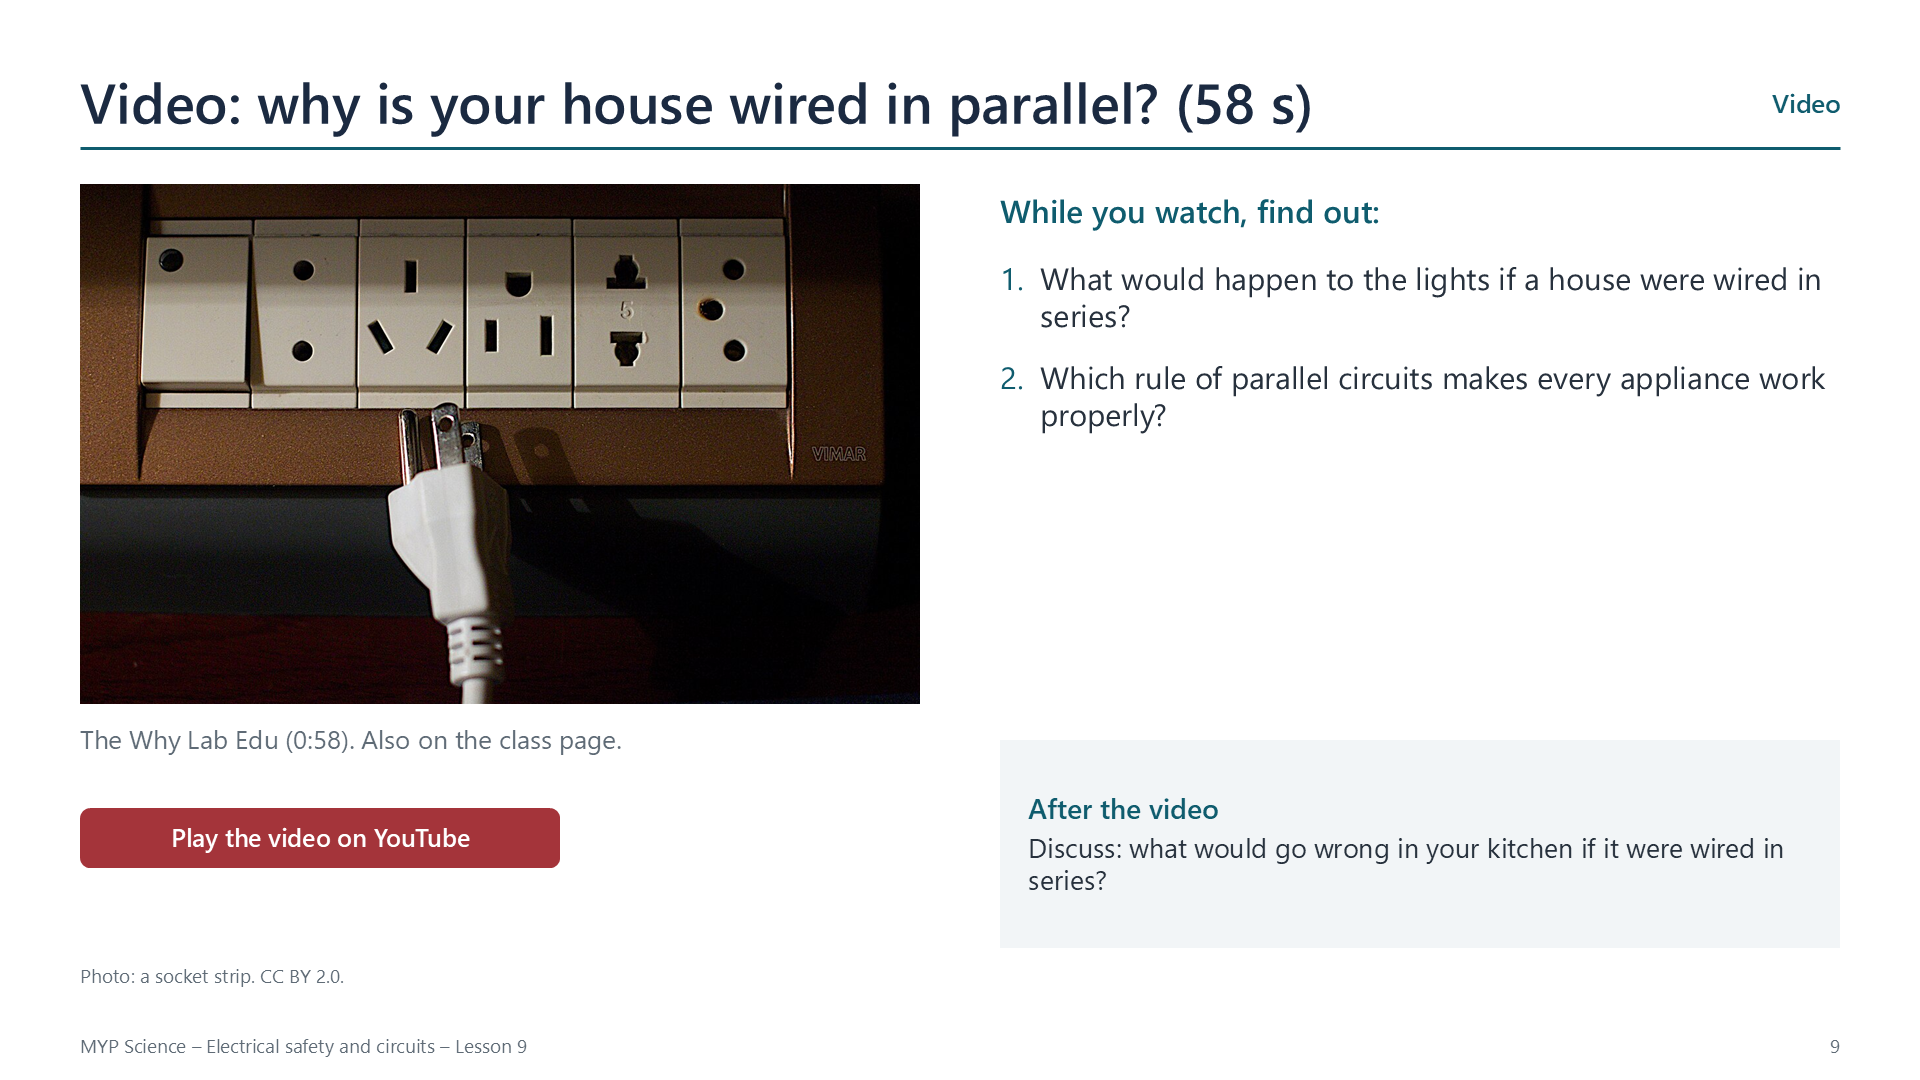 Video: why is your house wired in parallel? (58 s)
Video
5
VIMAR
The Why Lab Edu (0:58). Also on the class page.
Play the video on YouTube
Photo: a socket strip. CC BY 2.0.
While you watch, find out:
1. What would happen to the lights if a house were wired in
series?
2. Which rule of parallel circuits makes every appliance work
properly?
After the video
Discuss: what would go wrong in your kitchen if it were wired in
series?
MYP Science – Electrical safety and circuits – Lesson 9
9